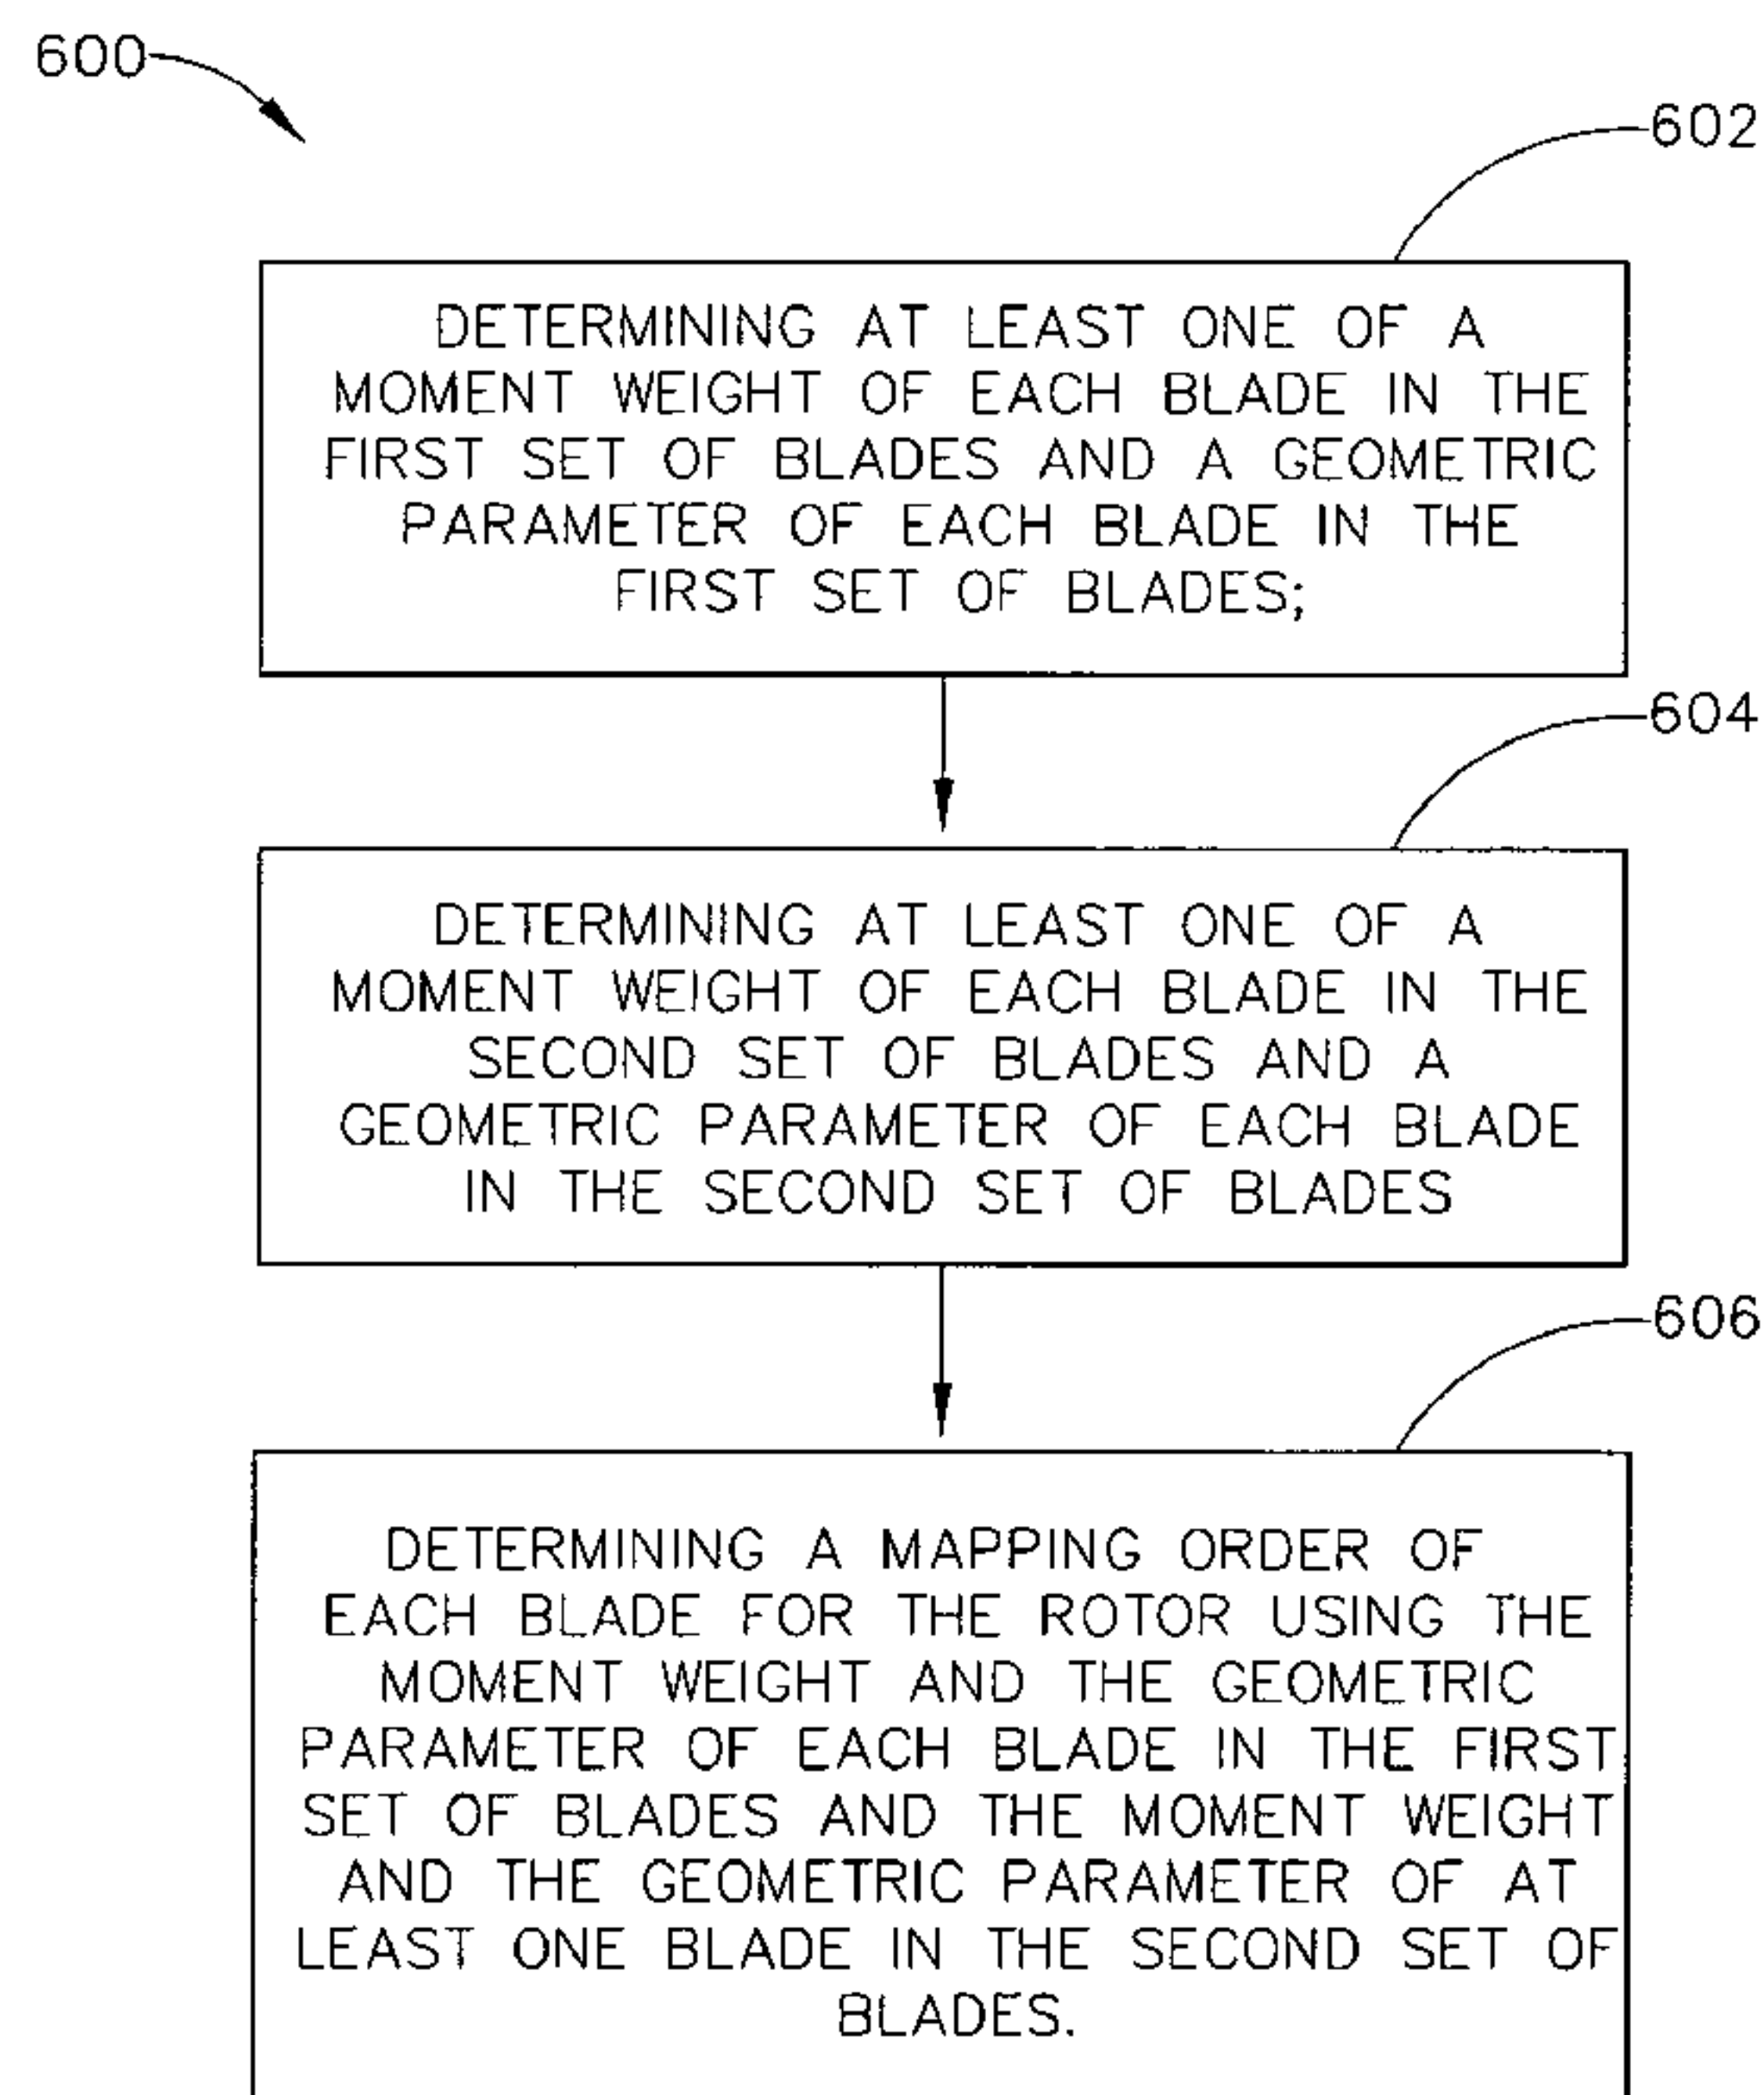 600
602
DETERMINING AT LEAST ONE OF A
MOMENT WEIGHT OF EACH BLADE IN THE
FIRST SET OF BLADES AND A GEOMETRIC
PARAMETER OF EACH BLADE IN THE
FIRST SET OF BLADES;
604
DETERMINING AT LEAST ONE OF A
MOMENT WEIGHT OF EACH BLADE IN THE
SECOND SET OF BLADES AND A
GEOMETRIC PARAMETER OF EACH BLADE
IN THE SECOND SET OF BLADES
606
DETERMINING A MAPPING ORDER OF
EACH BLADE FOR THE ROTOR USING THE
MOMENT WEIGHT AND THE GEOMETRIC
PARAMETER OF EACH BLADE IN THE FIRST
SET OF BLADES AND THE MOMENT WEIGHT
AND THE GEOMETRIC PARAMETER OF AT
LEAST ONE BLADE IN THE SECOND SET OF
BLADES.